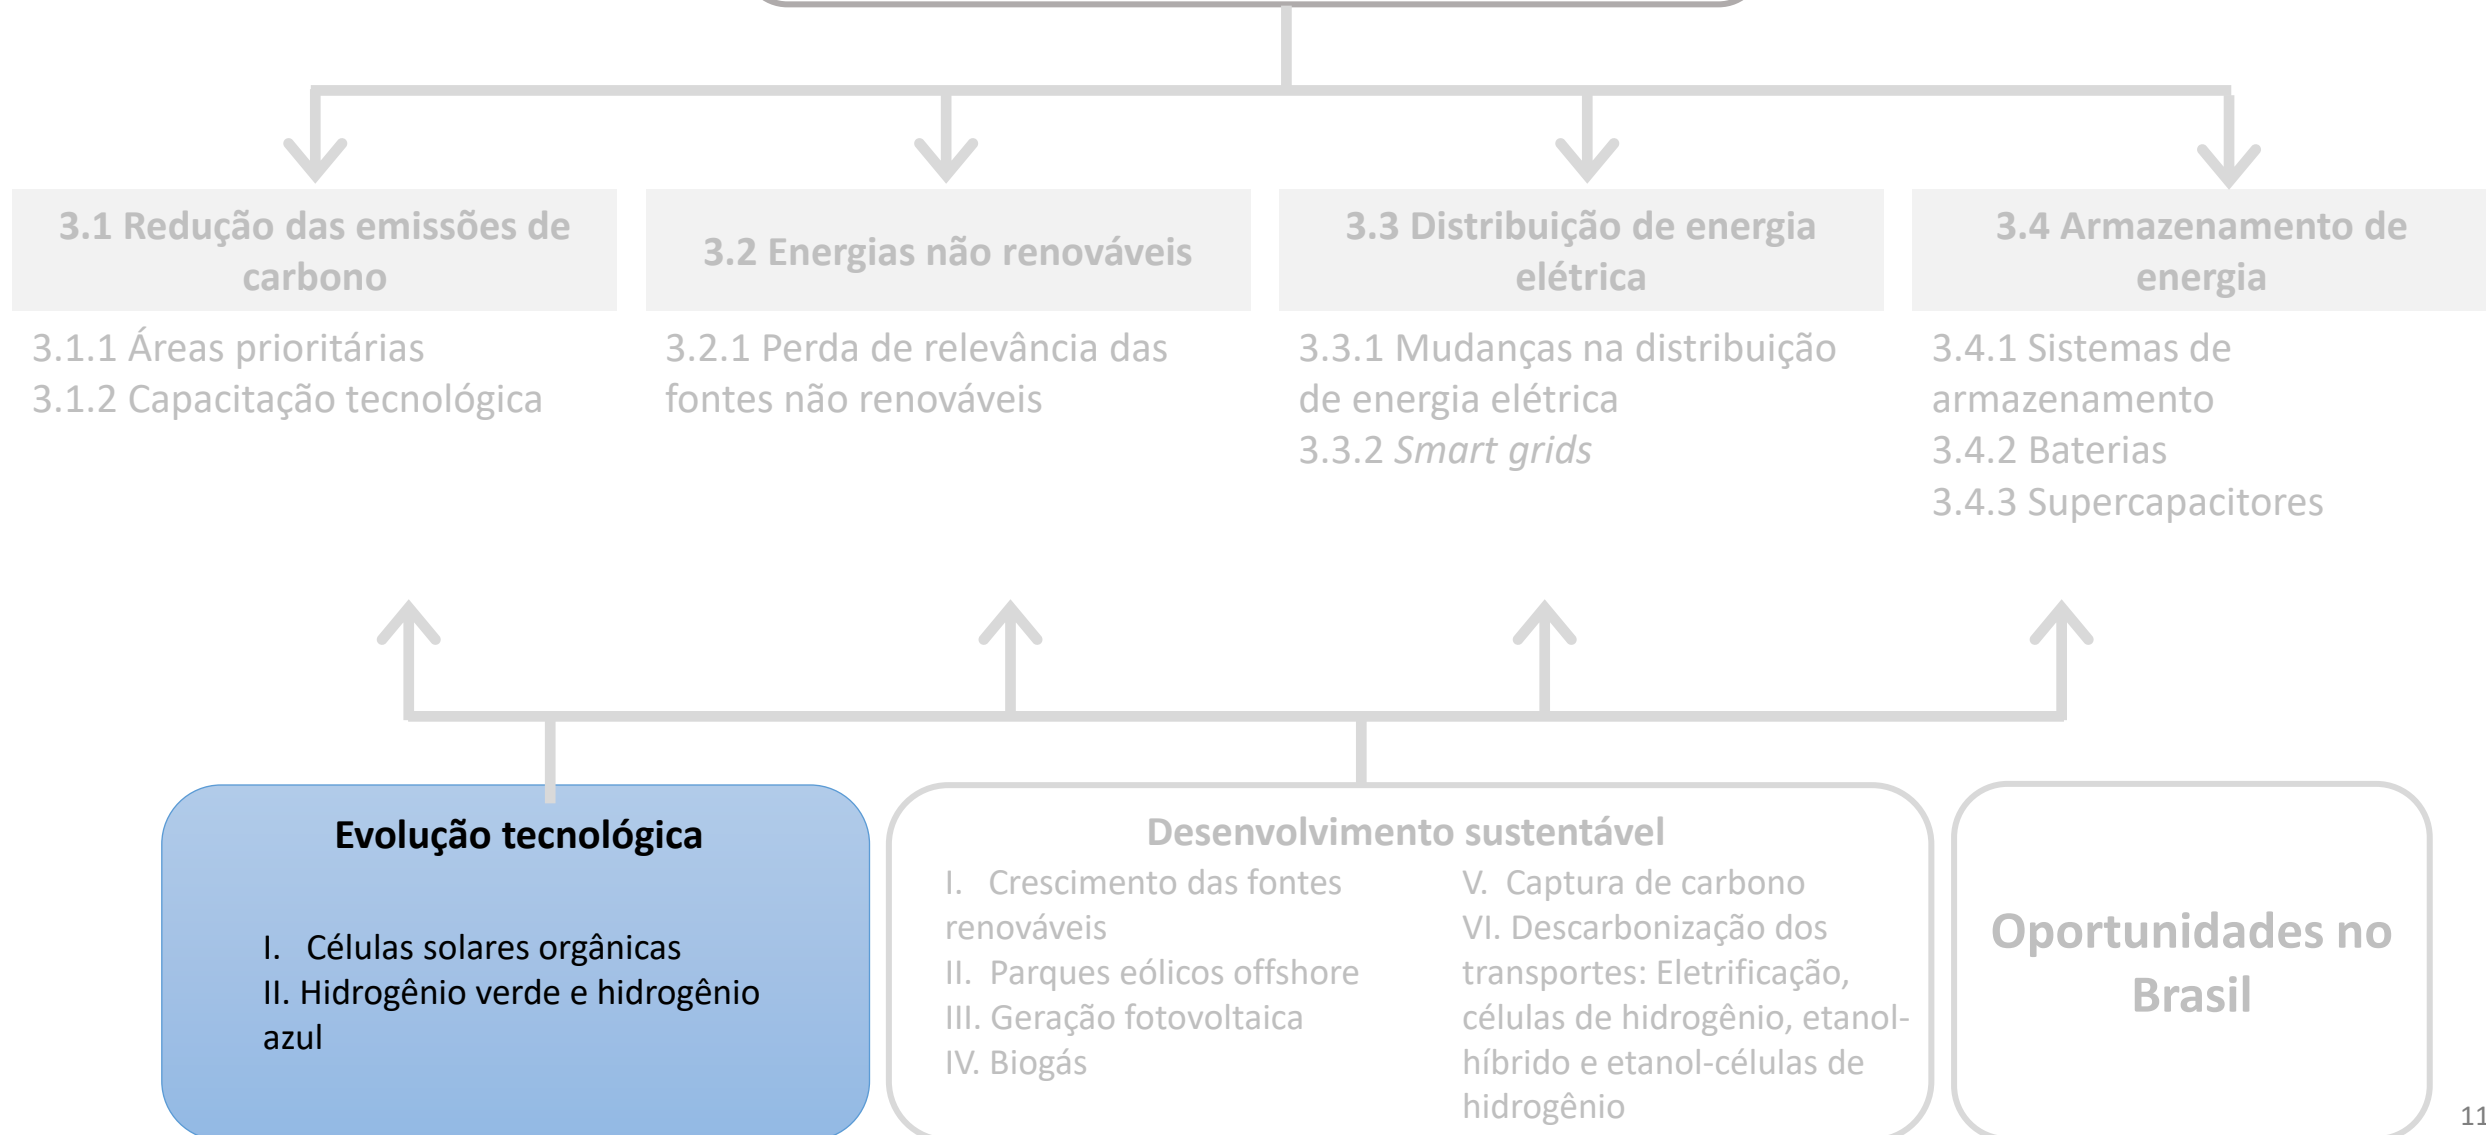 3.1 Redução das emissões de
carbono
3.1.1 Áreas prioritárias
3.1.2 Capacitação tecnológica
3.2 Energias não renováveis
3.2.1 Perda de relevância das
fontes não renováveis
3.3 Distribuição de energia
elétrica
3.3.1 Mudanças na distribuição
de energia elétrica
3.3.2 Smart grids
3.4 Armazenamento de
energia
3.4.1 Sistemas de
armazenamento
3.4.2 Baterias
3.4.3 Supercapacitores
Evolução tecnológica
I. Células solares orgânicas
II. Hidrogênio verde e hidrogênio
azul
Desenvolvimento sustentável
I. Crescimento das fontes
renováveis
II. Parques eólicos offshore
III. Geração fotovoltaica
IV. Biogás
V. Captura de carbono
VI. Descarbonização dos
transportes: Eletrificação,
células de hidrogênio, etanol-
híbrido e etanol-células de
hidrogênio
Oportunidades no
Brasil
11